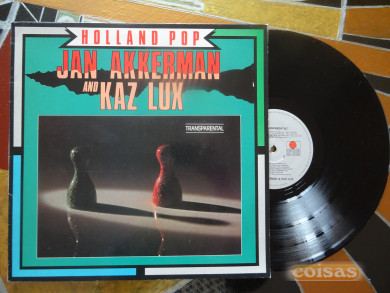 HOLLAND POP
JAN AKKERMAN
AND
KAZ LUX
TRANSPARENTAL
coisas